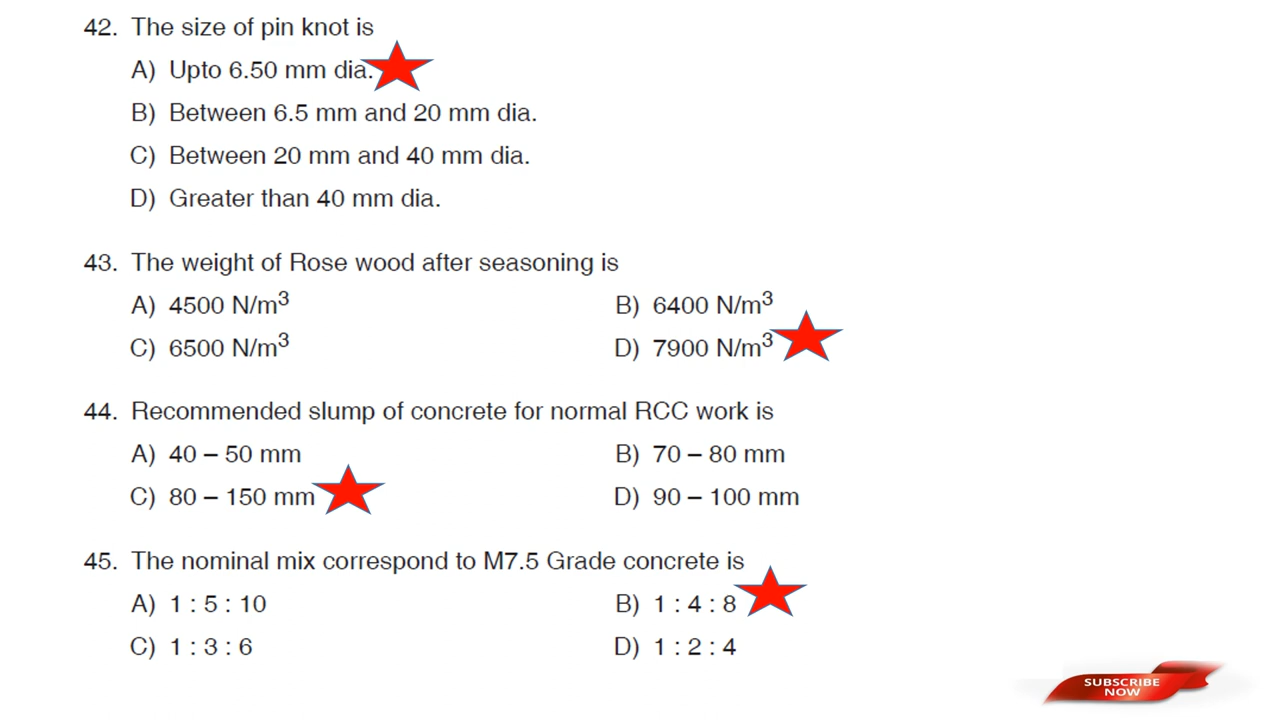 42. The size of pin knot is
A) Upto 6.50 mm dia.
B) Between 6.5 mm and 20 mm dia.
C) Between 20 mm and 40 mm dia.
D) Greater than 40 mm dia.
43. The weight of Rose wood after seasoning is
A) 4500 N/m³ B) 6400 N/m³
C) 6500 N/m³ D) 7900 N/m³
44. Recommended slump of concrete for normal RCC work is
A) 40 – 50 mm B) 70 – 80 mm
C) 80 – 150 mm D) 90 – 100 mm
45. The nominal mix correspond to M7.5 Grade concrete is
A) 1 : 5 : 10 B) 1 : 4 : 8
C) 1 : 3 : 6 D) 1 : 2 : 4
SUBSCRIBE
NOW